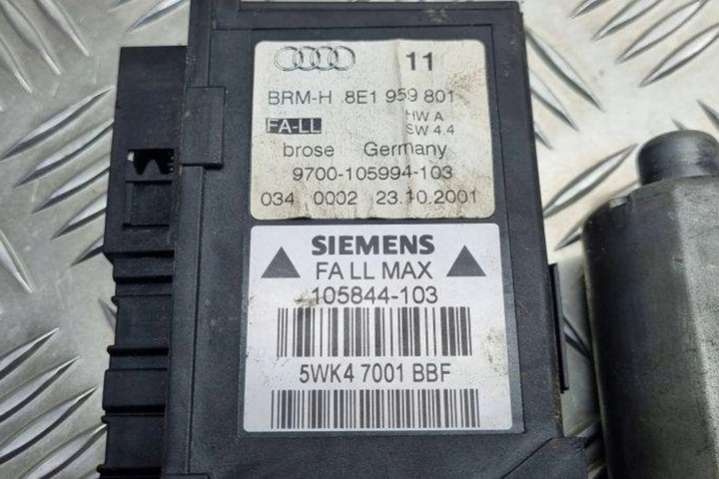 11
BRM-H 8E1 959 801
FA-LL HW A
SW 4.4
brose Germany
9700-105994-103
034 0002 23.10.2001
SIEMENS
FA LL MAX
105844-103
5WK4 7001 BBF